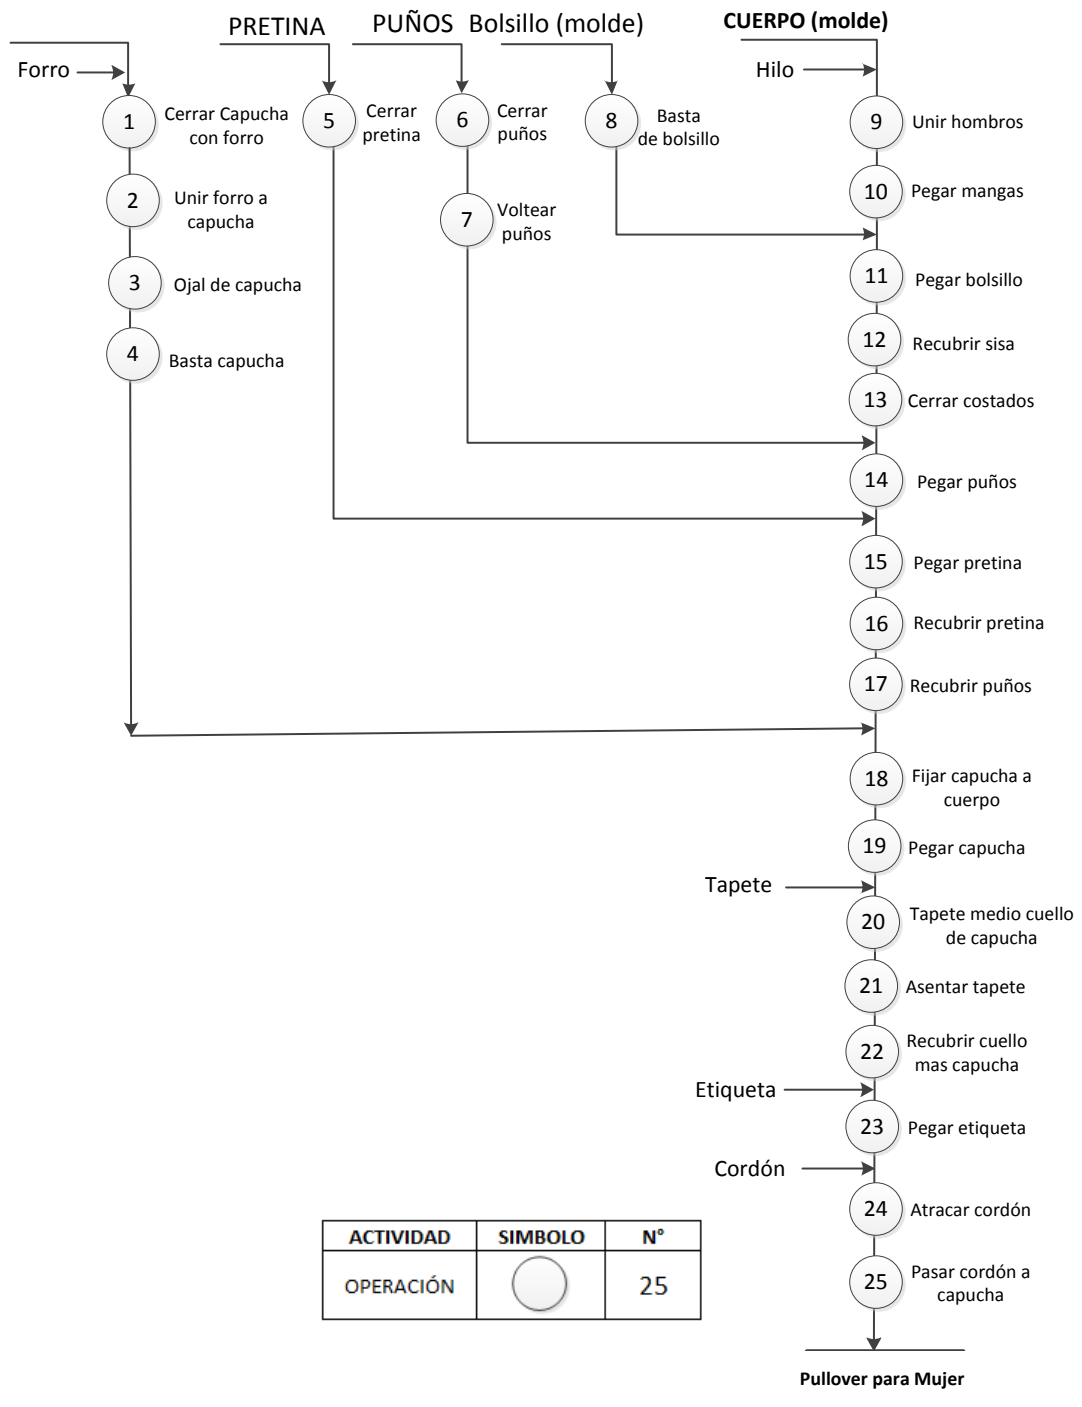 PRETINA
PUÑOS
Bolsillo (molde)
CUERPO (molde)
Forro
Hilo
1
Cerrar Capucha
con forro
2
Unir forro a
capucha
3
Ojal de capucha
4
Basta capucha
5
Cerrar
pretina
6
Cerrar
puños
7
Voltear
puños
8
Basta
de bolsillo
9
Unir hombros
10
Pegar mangas
11
Pegar bolsillo
12
Recubrir sisa
13
Cerrar costados
14
Pegar puños
15
Pegar pretina
16
Recubrir pretina
17
Recubrir puños
18
Fijar capucha a
cuerpo
19
Pegar capucha
Tapete
20
Tapete medio cuello
de capucha
21
Asentar tapete
22
Recubrir cuello
mas capucha
Etiqueta
23
Pegar etiqueta
Cordón
24
Atracar cordón
25
Pasar cordón a
capucha
Pullover para Mujer
ACTIVIDAD SIMBOLO N°
OPERACIÓN 25